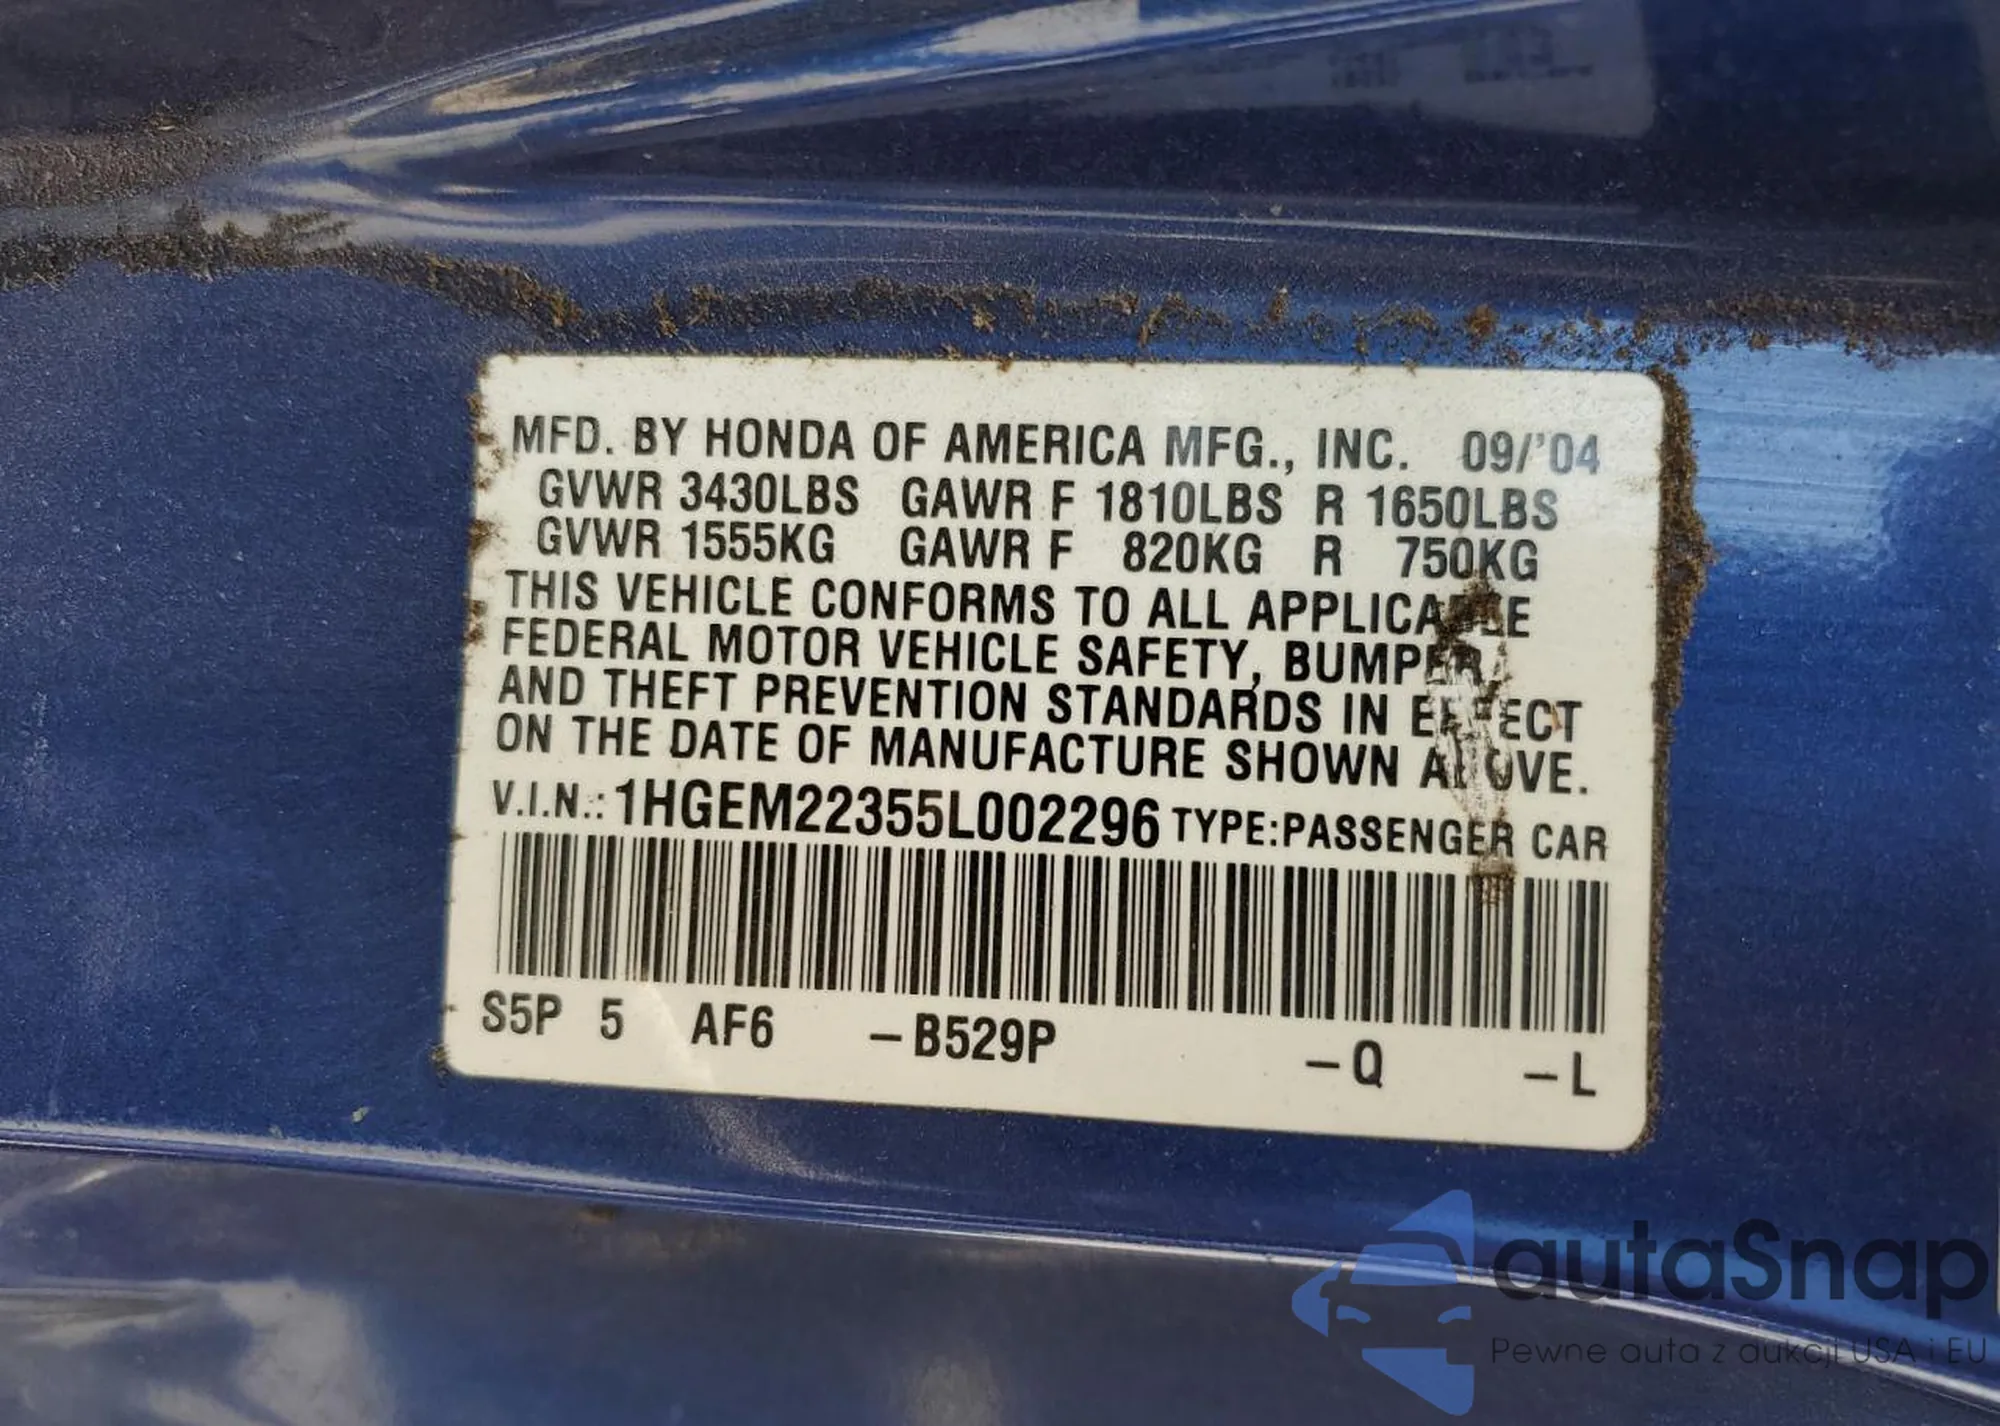 MFD. BY HONDA OF AMERICA MFG., INC. 09/'04
GVWR 3430LBS GAWR F 1810LBS R 1650LBS
GVWR 1555KG GAWR F 820KG R 750KG
THIS VEHICLE CONFORMS TO ALL APPLICABLE
FEDERAL MOTOR VEHICLE SAFETY, BUMPER,
AND THEFT PREVENTION STANDARDS IN EFFECT
ON THE DATE OF MANUFACTURE SHOWN ABOVE.
V.I.N.: 1HGEM22355L002296 TYPE:PASSENGER CAR
S5P 5 AF6 –B529P –Q –L
autaSnap
Pewne auta z aukcji USA i EU